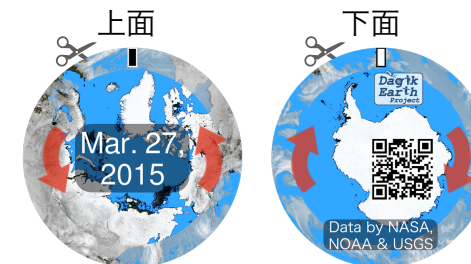 上面
下面
Mar. 27,
2015
Dagik
Earth
Project
Data by NASA,
NOAA & USGS